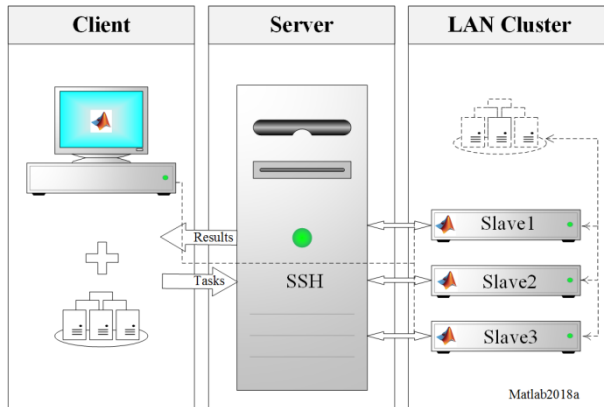 Client
Server
LAN Cluster
Results
Tasks
SSH
Slave1
Slave2
Slave3
Matlab2018a